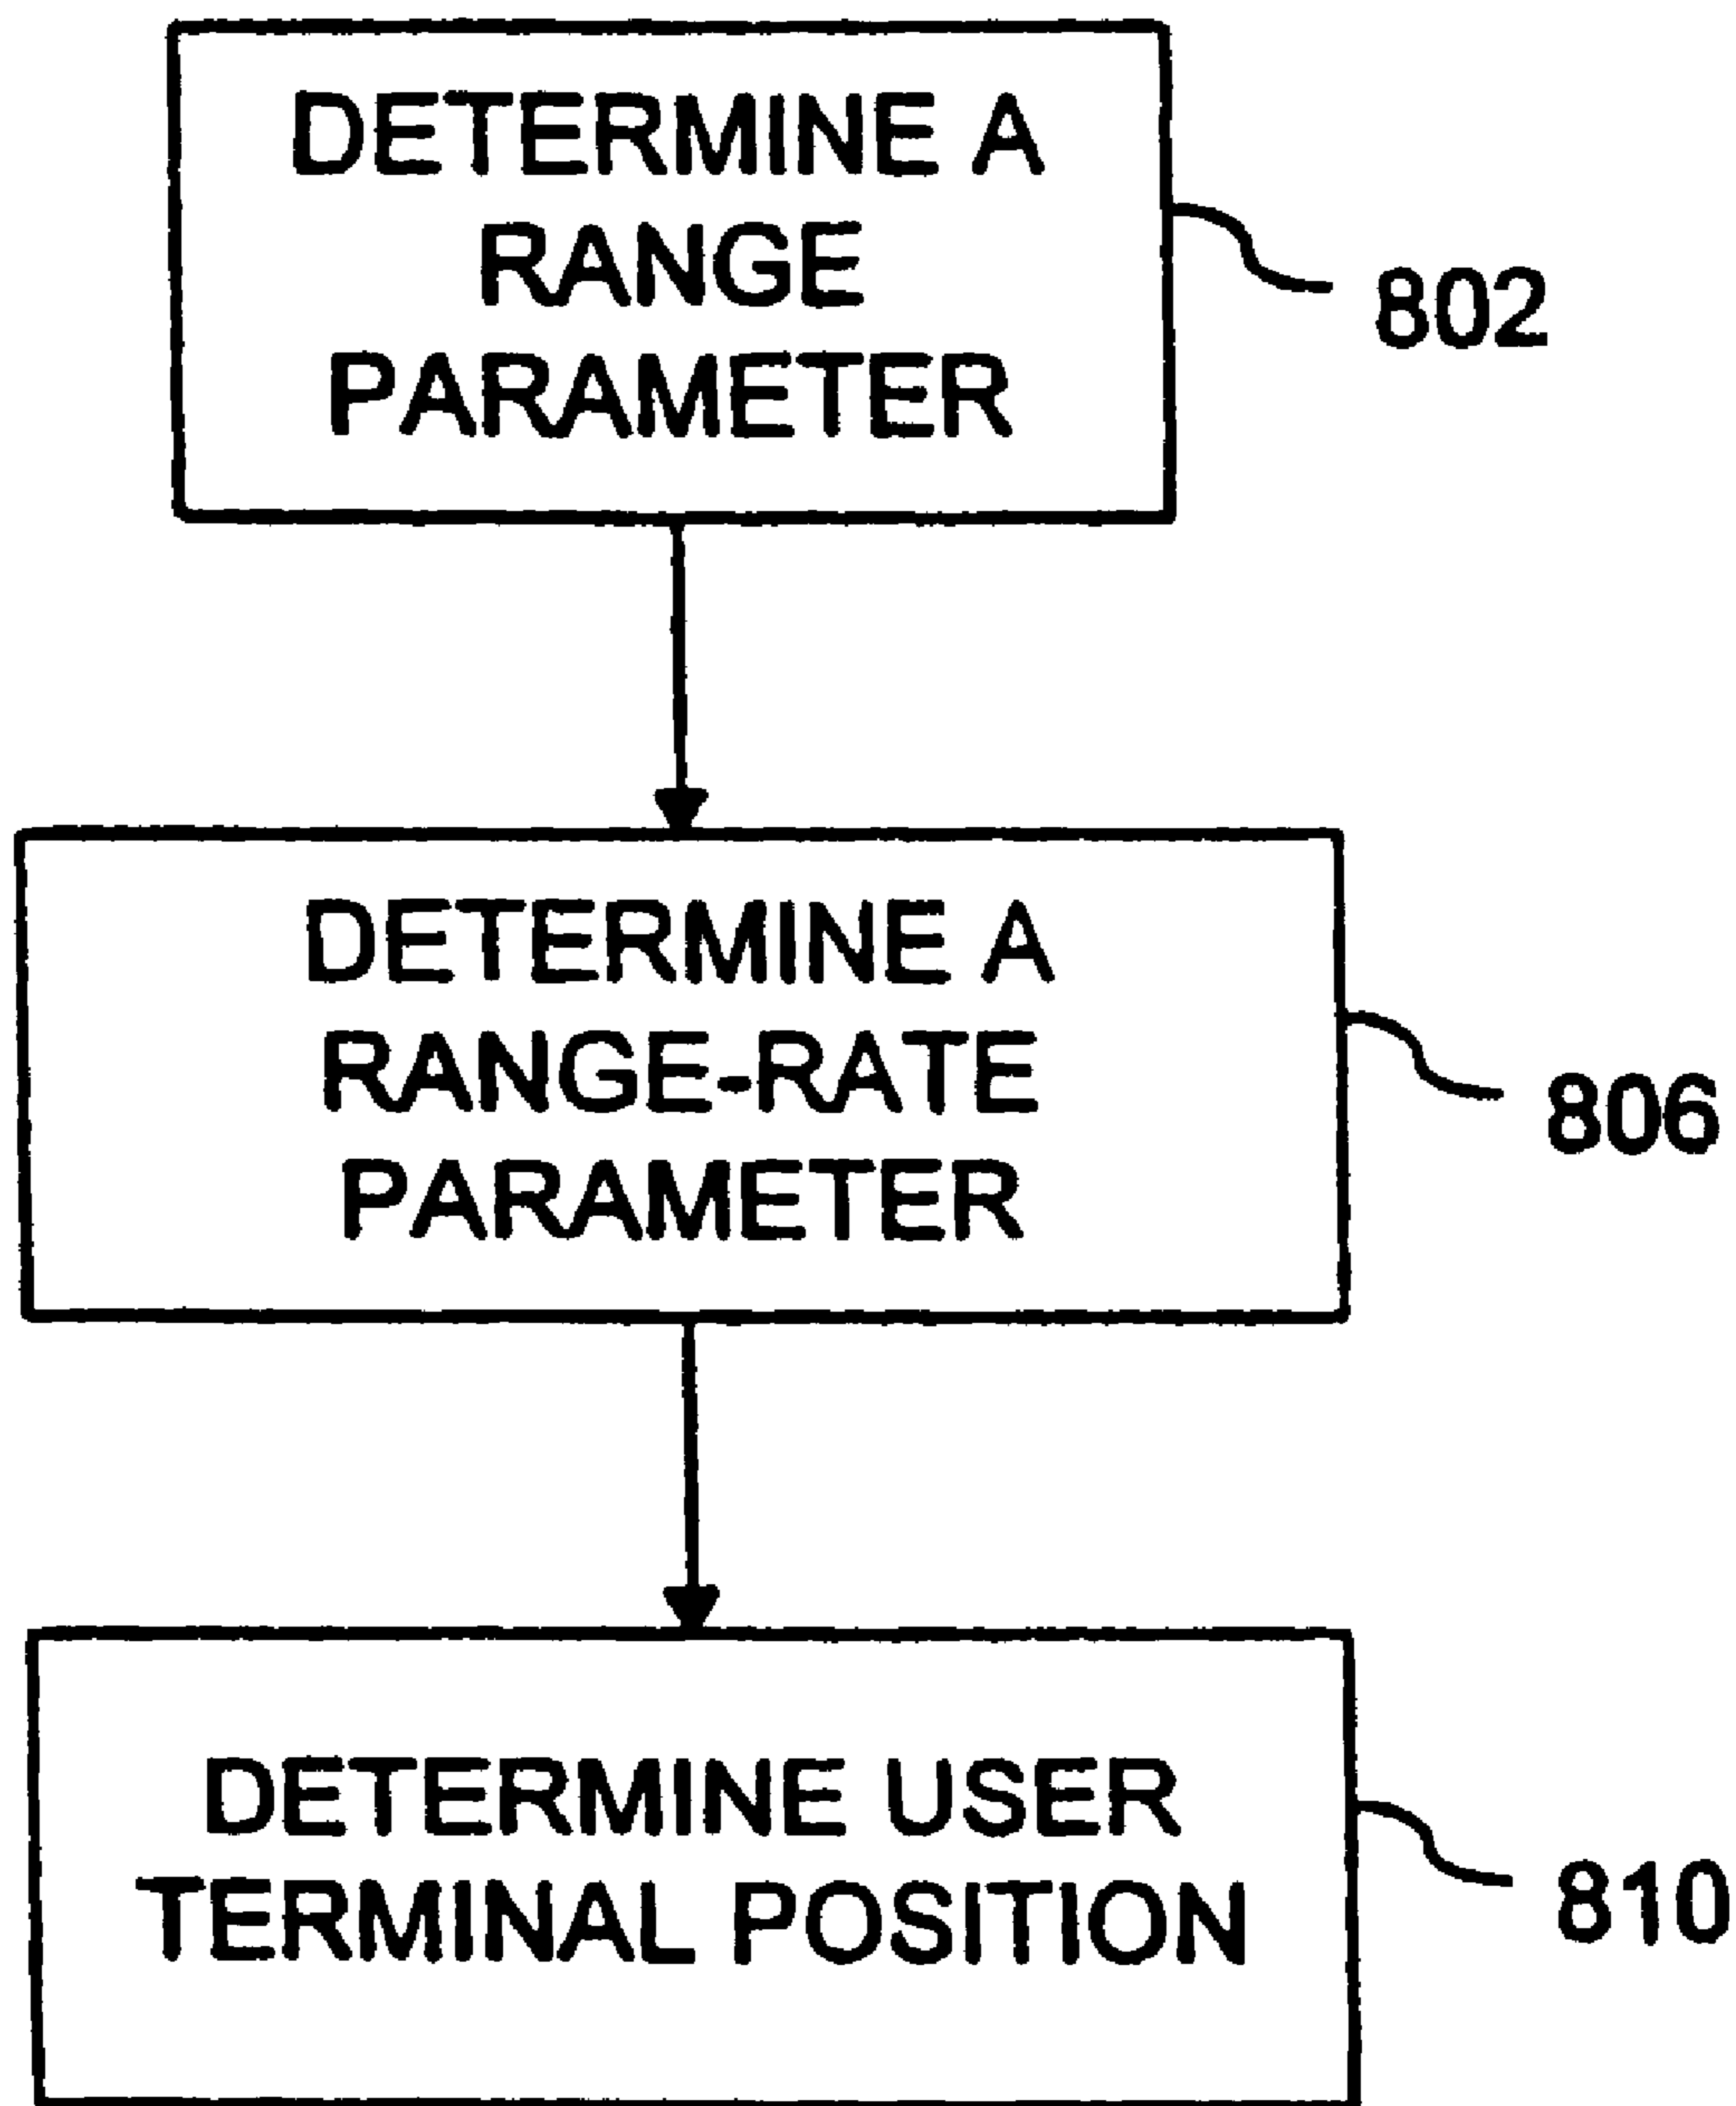 DETERMINE A
RANGE
PARAMETER
802
DETERMINE A
RANGE-RATE
PARAMETER
806
DETERMINE USER
TERMINAL POSITION
810